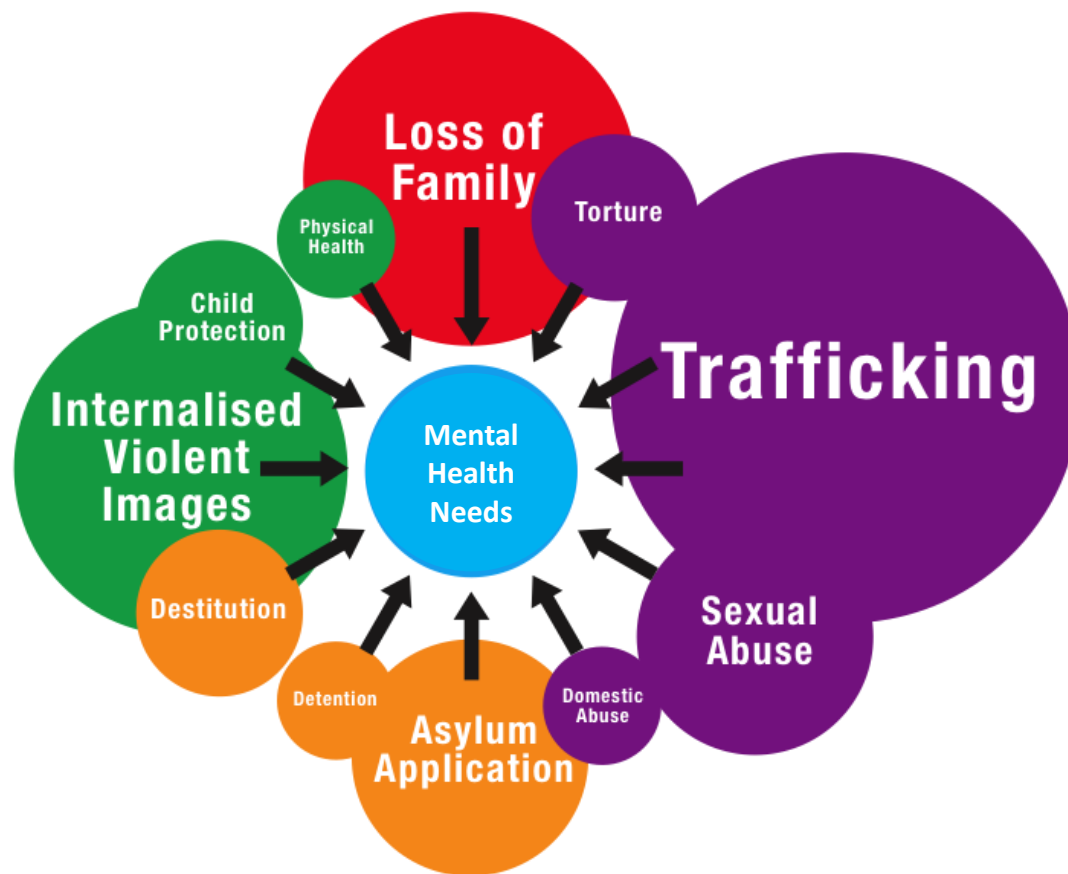 Loss of
Family
Torture
Physical
Health
Child
Protection
Trafficking
Internalised
Violent
Images
Mental
Health
Needs
Destitution
Sexual
Abuse
Detention
Domestic
Abuse
Asylum
Application